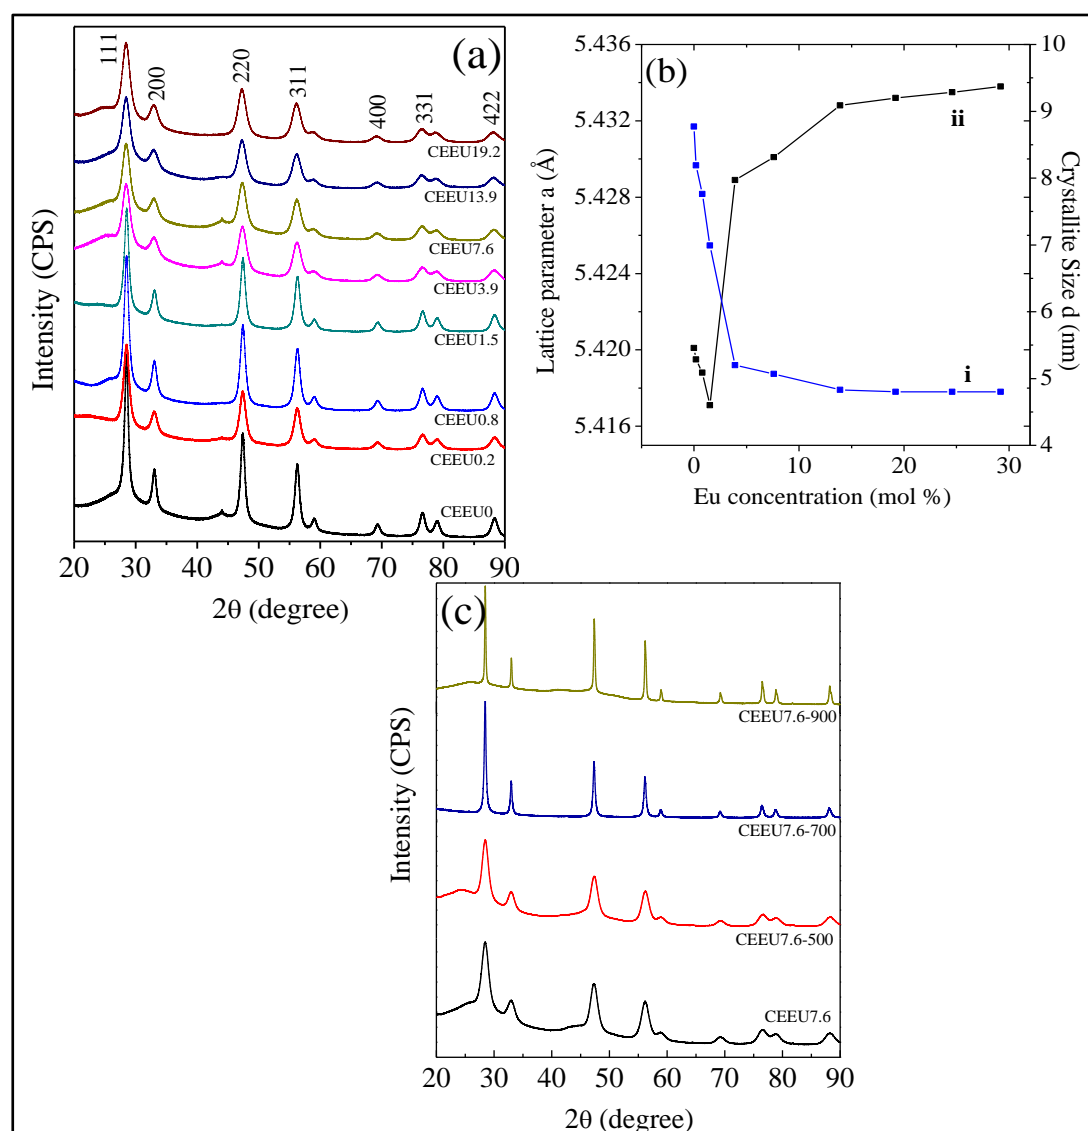 (a)
111
200
220
311
400
331
422
CEEU19.2
CEEU13.9
CEEU7.6
CEEU3.9
CEEU1.5
CEEU0.8
CEEU0.2
CEEU0
Intensity (CPS)
20 30 40 50 60 70 80 90
2θ (degree)
(b)
5.436
5.432
5.428
5.424
5.420
5.416
Lattice parameter a (Å)
ii
i
10
9
8
7
6
5
4
Crystallite
Size d (nm)
0 10 20 30
Eu concentration (mol %)
(c)
CEEU7.6-900
CEEU7.6-700
CEEU7.6-500
CEEU7.6
Intensity (CPS)
20 30 40 50 60 70 80 90
2θ (degree)